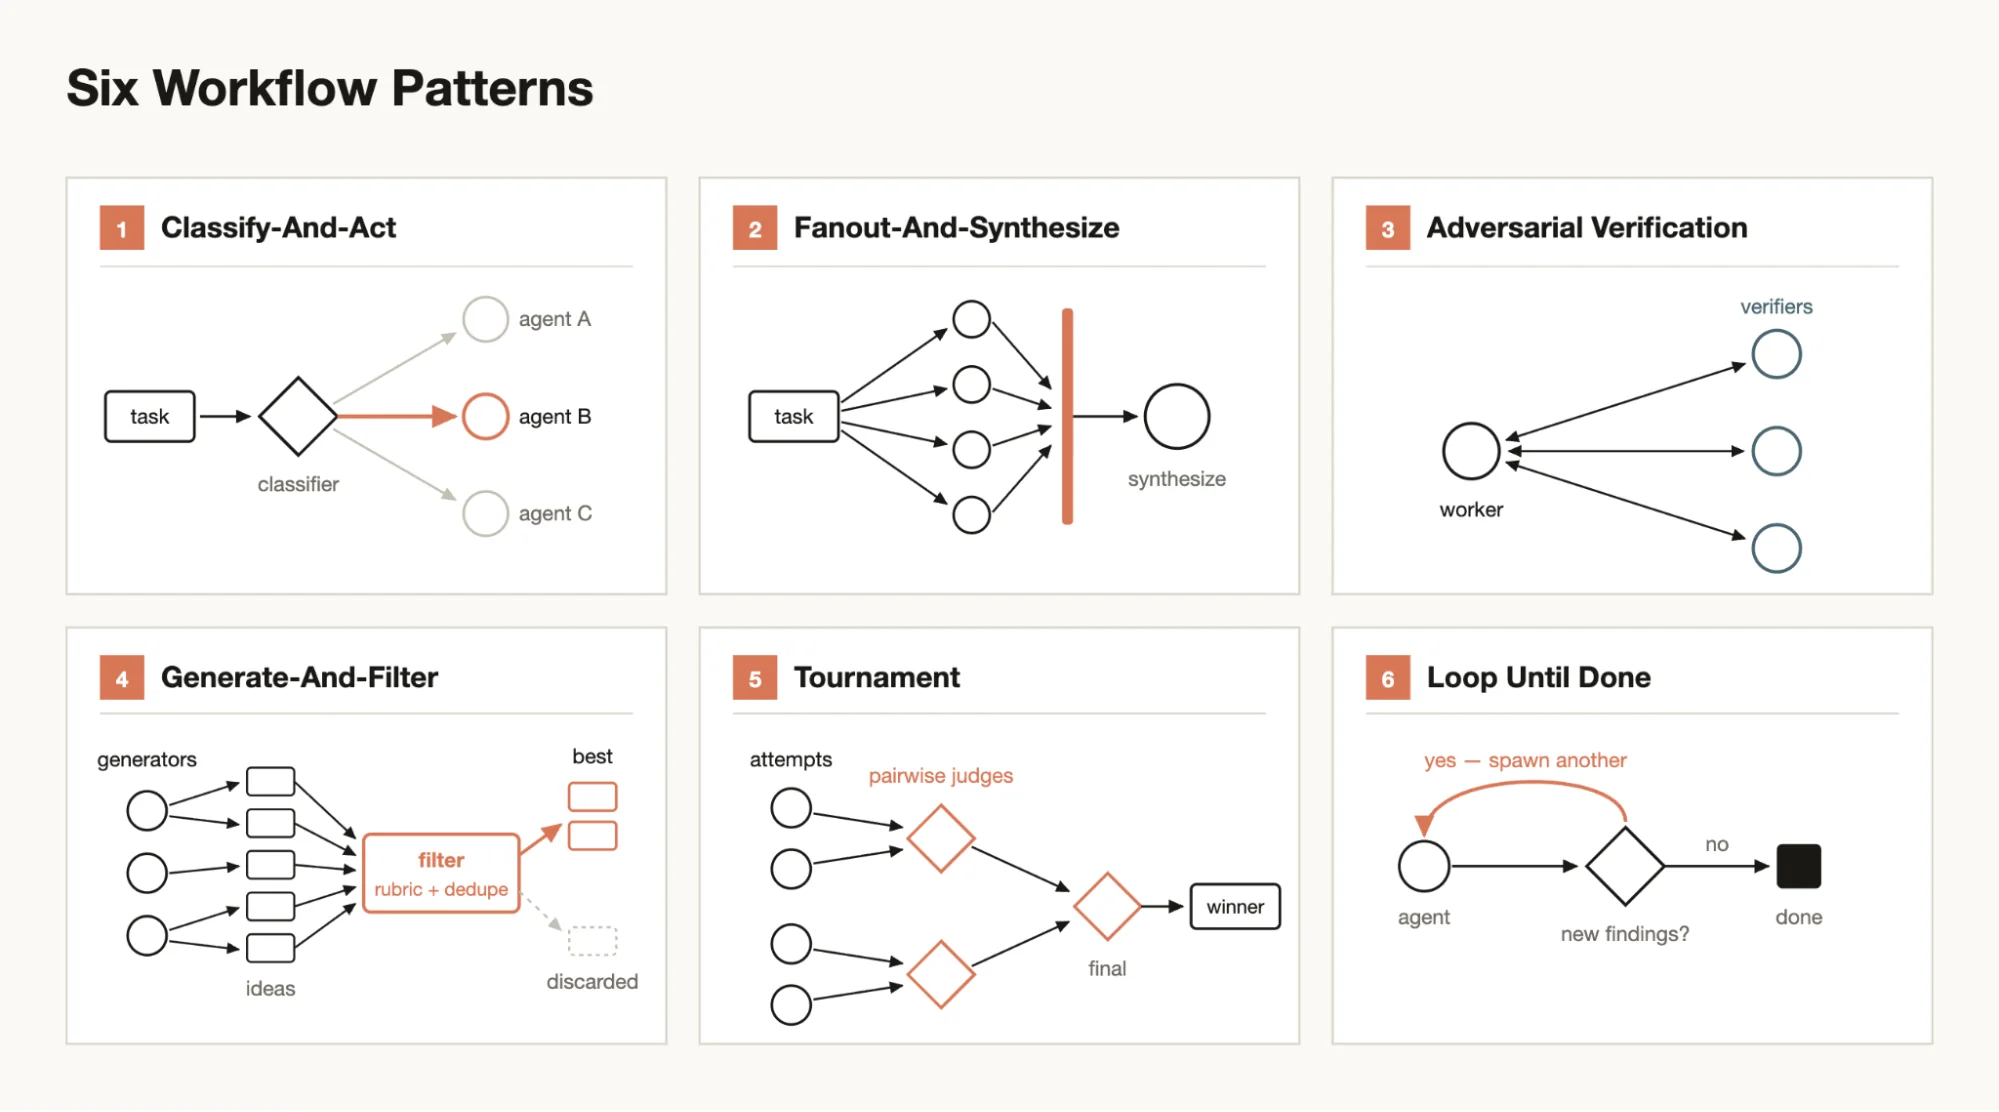 Six Workflow Patterns
1 Classify-And-Act
task
classifier
agent A
agent B
agent C
2 Fanout-And-Synthesize
task
synthesize
3 Adversarial Verification
verifiers
worker
4 Generate-And-Filter
generators
ideas
filter
rubric + dedupe
best
discarded
5 Tournament
attempts
pairwise judges
final
winner
6 Loop Until Done
yes — spawn another
agent
new findings?
no
done